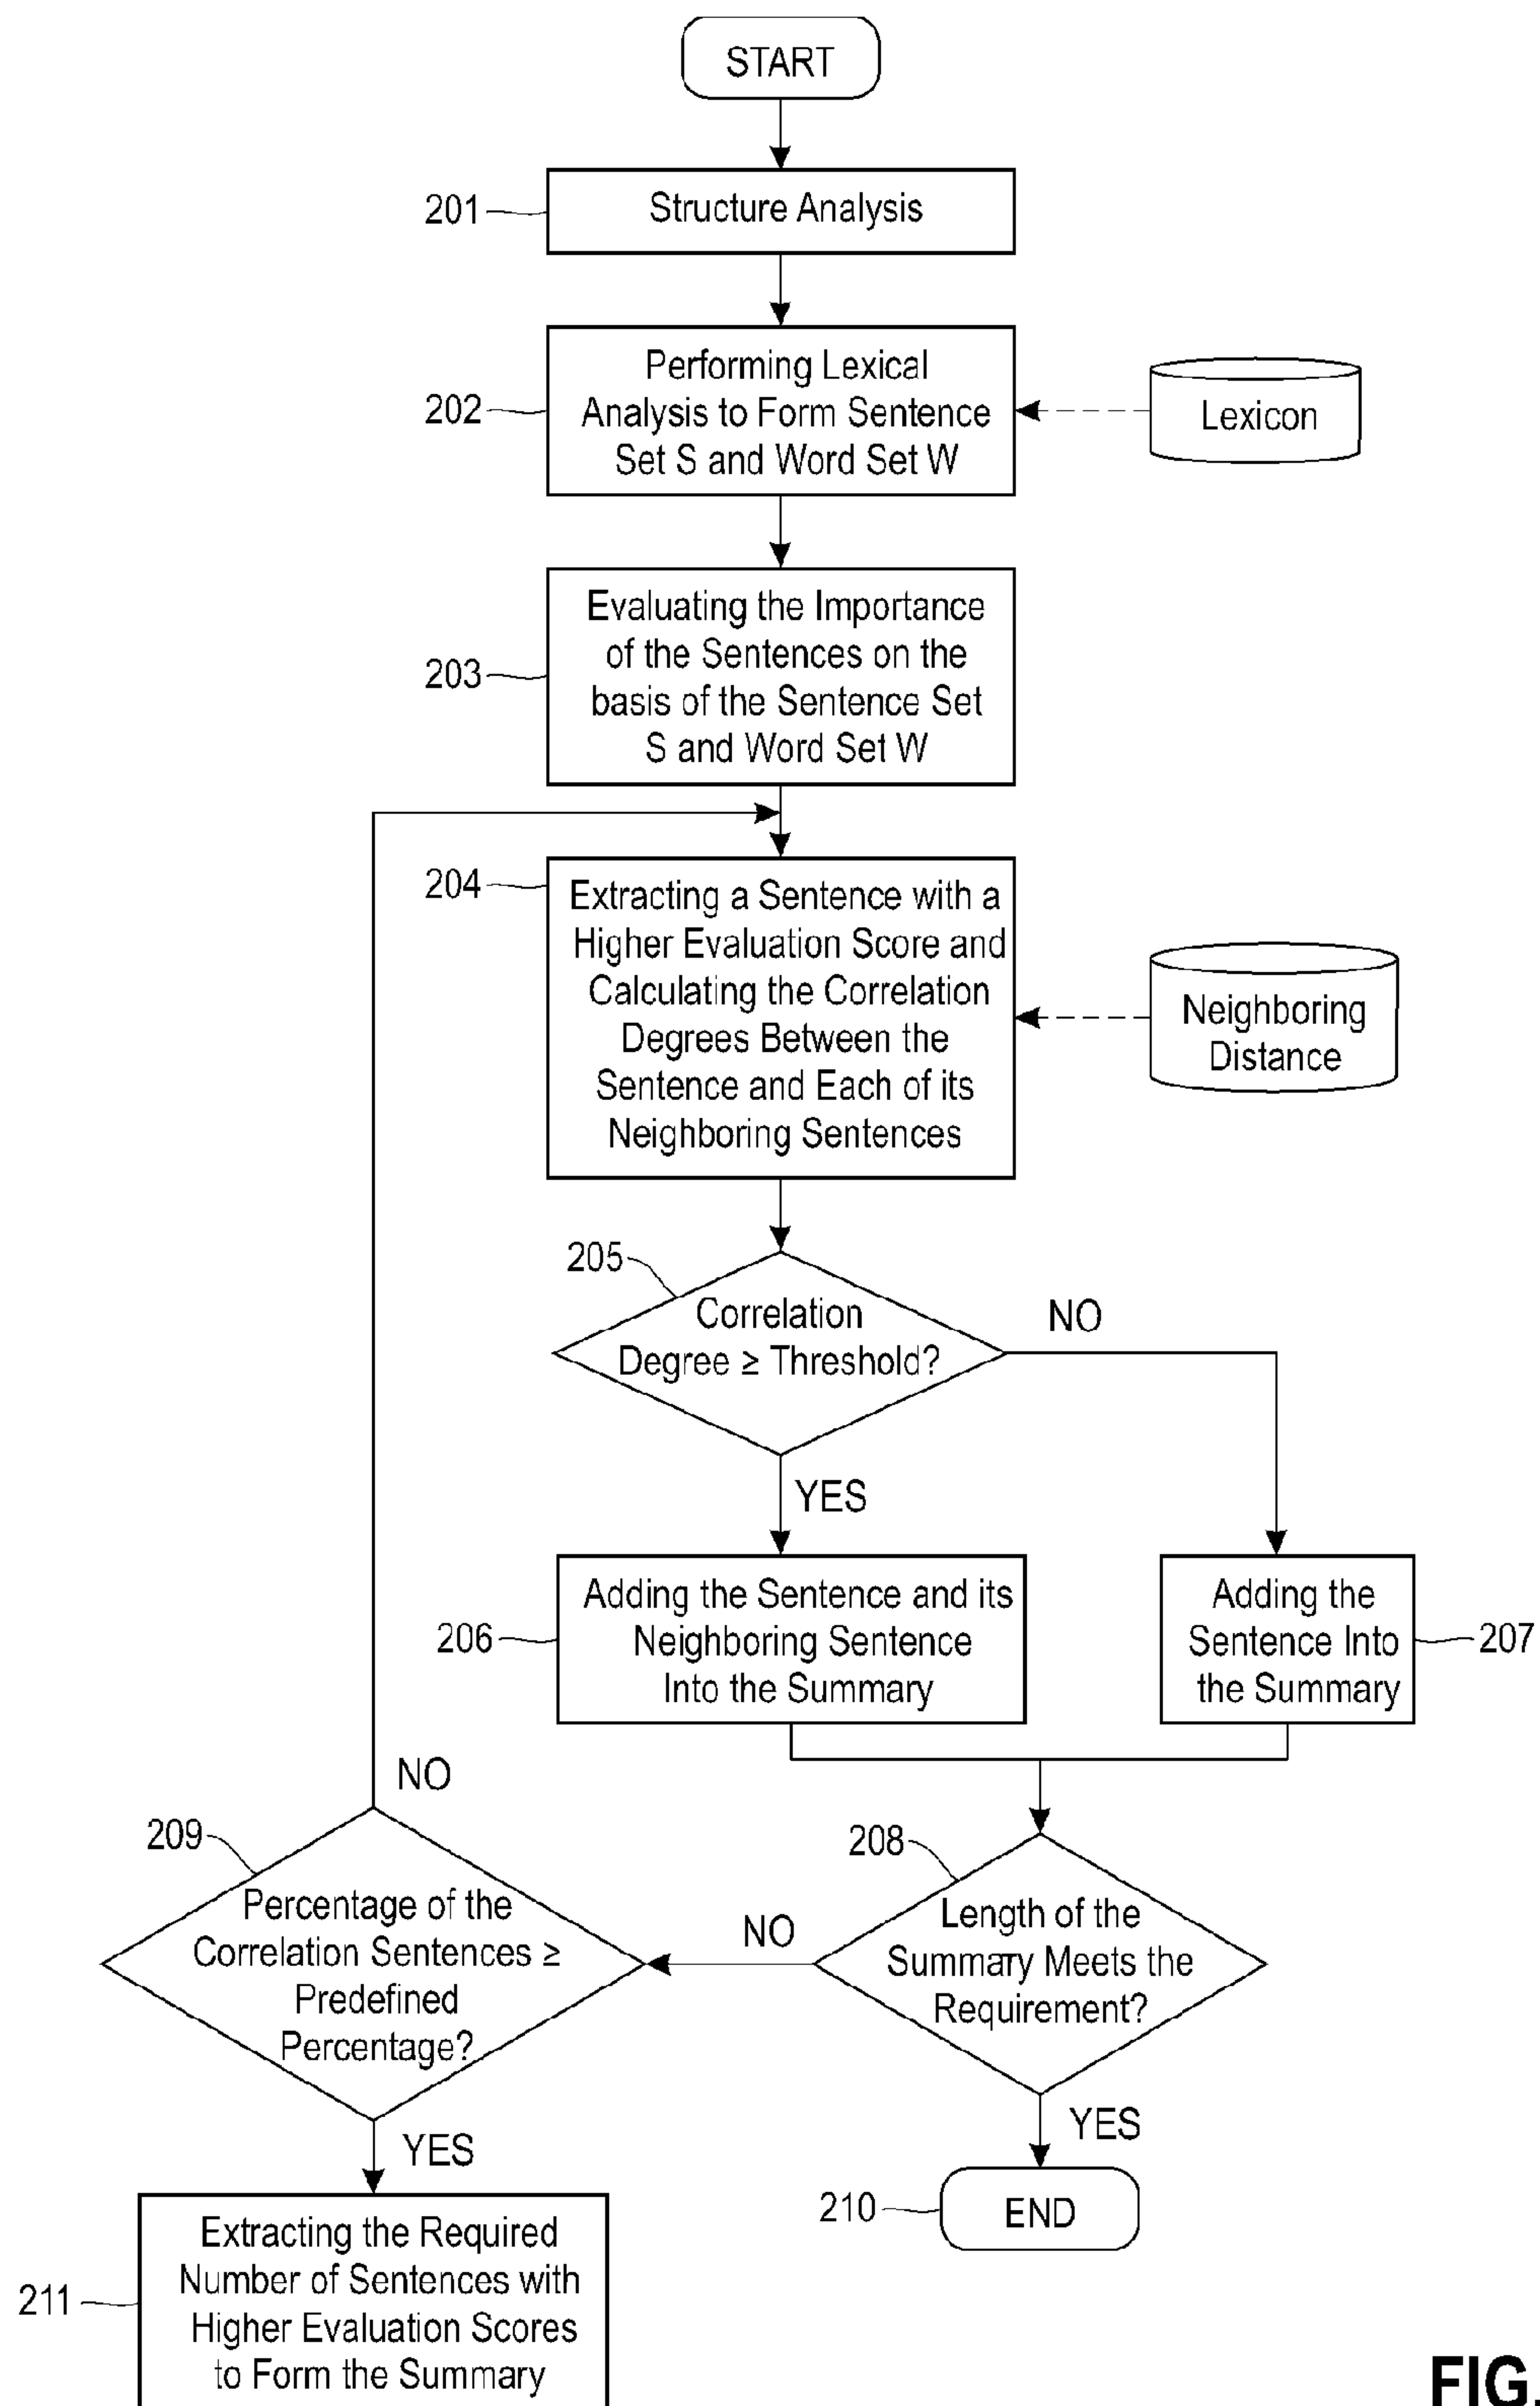 START
201
Structure Analysis
202
Performing Lexical
Analysis to Form Sentence
Set S and Word Set W
Lexicon
203
Evaluating the Importance
of the Sentences on the
basis of the Sentence Set
S and Word Set W
204
Extracting a Sentence with a
Higher Evaluation Score and
Calculating the Correlation
Degrees Between the
Sentence and Each of its
Neighboring Sentences
Neighboring
Distance
205
Correlation
Degree ≥ Threshold?
NO
YES
206
Adding the Sentence and its
Neighboring Sentence
Into the Summary
Adding the
Sentence Into
the Summary
207
NO
209
Percentage of the
Correlation Sentences ≥
Predefined
Percentage?
NO
208
Length of the
Summary Meets the
Requirement?
YES
YES
210
END
211
Extracting the Required
Number of Sentences with
Higher Evaluation Scores
to Form the Summary
FIG.